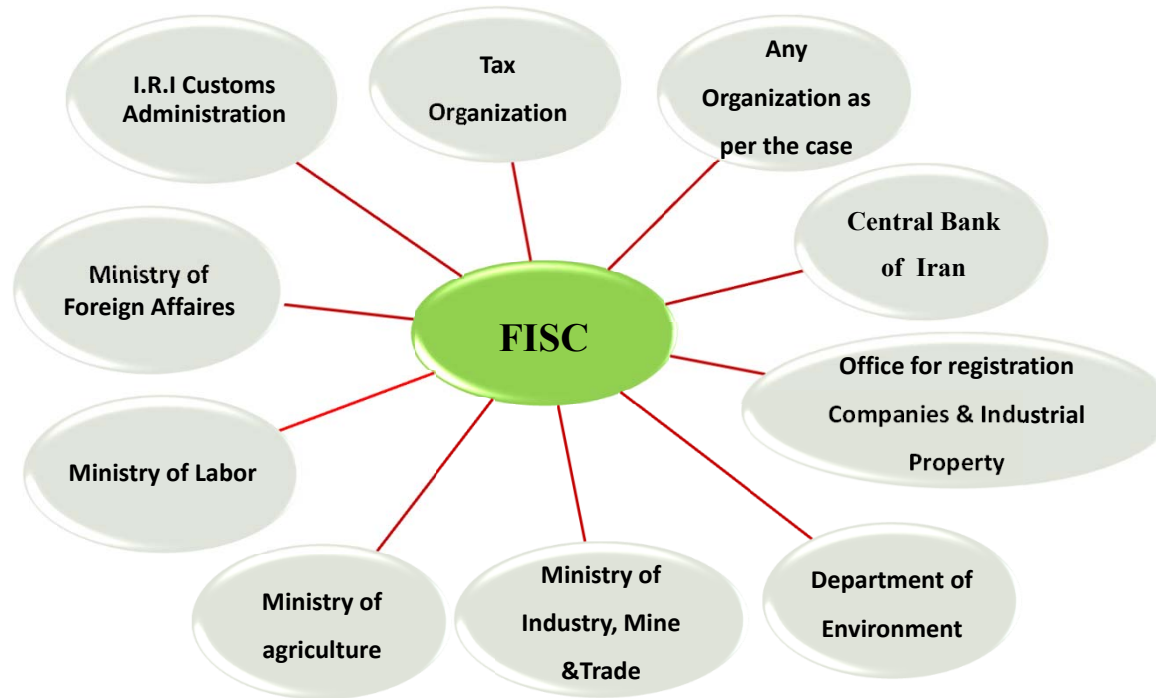 I.R.I Customs
Administration
Tax
Organization
Any
Organization as
per the case
Central Bank
of Iran
Ministry of
Foreign Affaires
FISC
Office for registration
Companies & Industrial
Property
Ministry of Labor
Ministry of
agriculture
Ministry of
Industry, Mine
&Trade
Department of
Environment